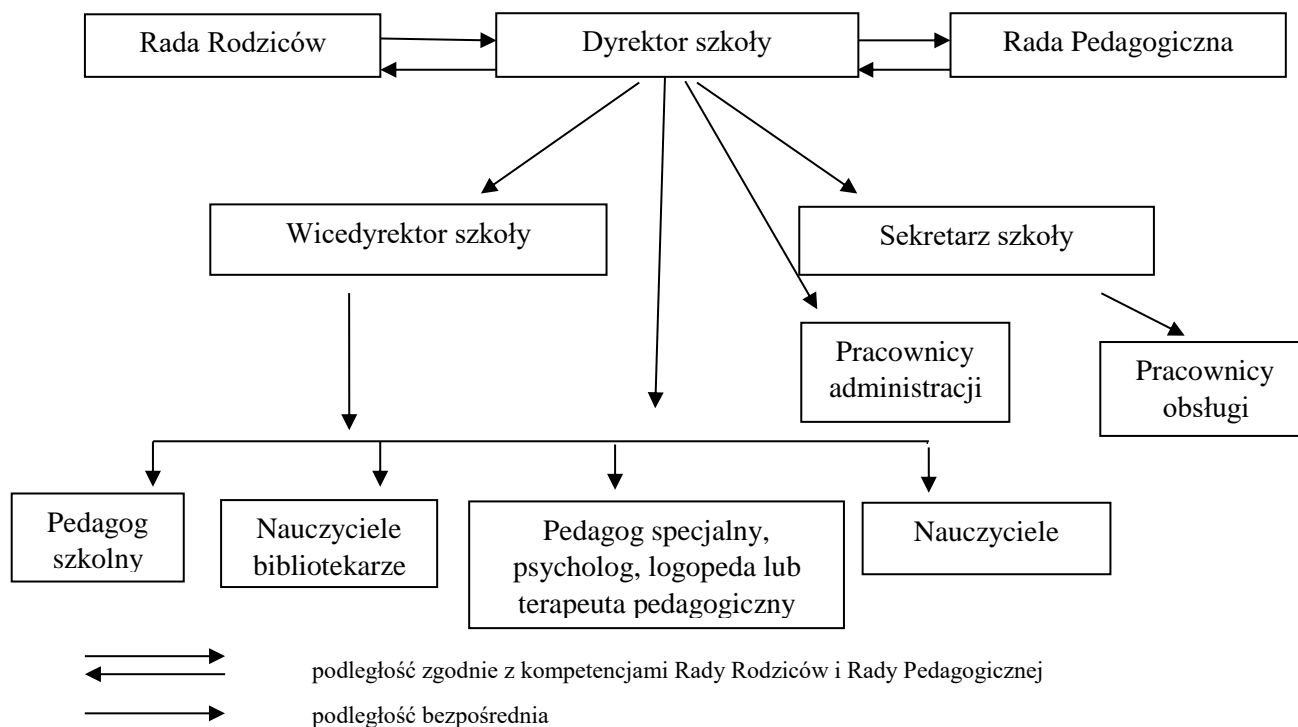 Rada Rodziców
Dyrektor szkoły
Rada Pedagogiczna
Wicedyrektor szkoły
Sekretarz szkoły
Pracownicy
administracji
Pracownicy
obsługi
Pedagog
szkolny
Nauczyciele
bibliotekarze
Pedagog specjalny,
psycholog, logopeda lub
terapeuta pedagogiczny
Nauczyciele
podległość zgodnie z kompetencjami Rady Rodziców i Rady Pedagogicznej
podległość bezpośrednia